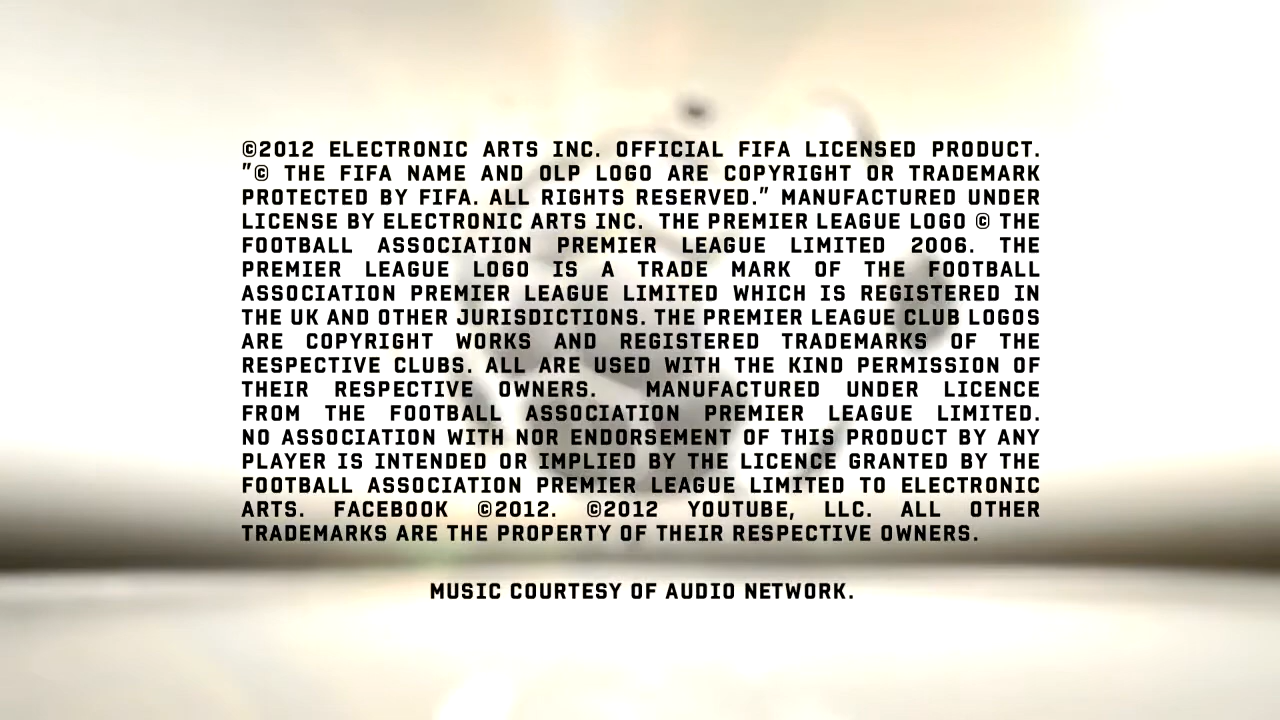 ©2012 ELECTRONIC ARTS INC. OFFICIAL FIFA LICENSED PRODUCT.
"© THE FIFA NAME AND OLP LOGO ARE COPYRIGHT OR TRADEMARK
PROTECTED BY FIFA. ALL RIGHTS RESERVED." MANUFACTURED UNDER
LICENSE BY ELECTRONIC ARTS INC. THE PREMIER LEAGUE LOGO © THE
FOOTBALL ASSOCIATION PREMIER LEAGUE LIMITED 2006. THE
PREMIER LEAGUE LOGO IS A TRADE MARK OF THE FOOTBALL
ASSOCIATION PREMIER LEAGUE LIMITED WHICH IS REGISTERED IN
THE UK AND OTHER JURISDICTIONS. THE PREMIER LEAGUE CLUB LOGOS
ARE COPYRIGHT WORKS AND REGISTERED TRADEMARKS OF THE
RESPECTIVE CLUBS. ALL ARE USED WITH THE KIND PERMISSION OF
THEIR RESPECTIVE OWNERS. MANUFACTURED UNDER LICENCE
FROM THE FOOTBALL ASSOCIATION PREMIER LEAGUE LIMITED.
NO ASSOCIATION WITH NOR ENDORSEMENT OF THIS PRODUCT BY ANY
PLAYER IS INTENDED OR IMPLIED BY THE LICENCE GRANTED BY THE
FOOTBALL ASSOCIATION PREMIER LEAGUE LIMITED TO ELECTRONIC
ARTS. FACEBOOK ©2012. ©2012 YOUTUBE, LLC. ALL OTHER
TRADEMARKS ARE THE PROPERTY OF THEIR RESPECTIVE OWNERS.
MUSIC COURTESY OF AUDIO NETWORK.